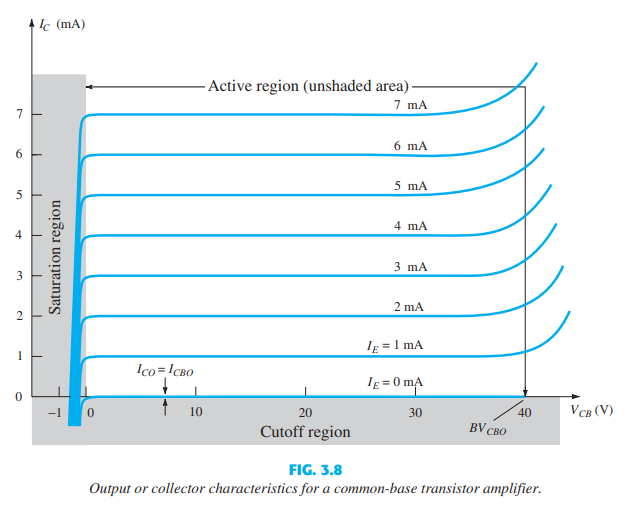 I_C (mA)
Active region (unshaded area)
7 mA
7
6 mA
6
5 mA
5
4 mA
4
3 mA
3
2 mA
2
I_E = 1 mA
1
I_CO = I_CBO
I_E = 0 mA
0
Saturation region
−1 0 10 20 30 40 V_CB (V)
Cutoff region
BV_CBO
FIG. 3.8
Output or collector characteristics for a common-base transistor amplifier.